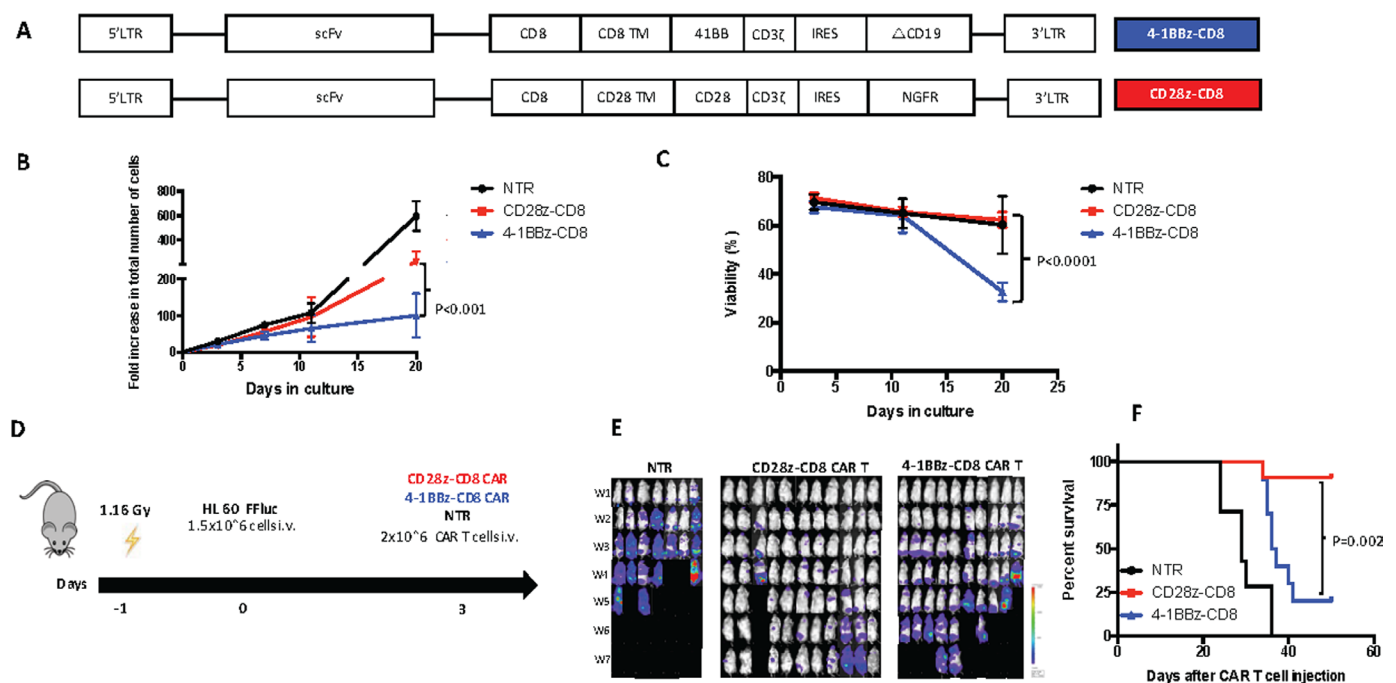 A
5'LTR scFv CD8 CD8 TM 41BB CD3ζ IRES △CD19 3'LTR 4-1BBz-CD8
5'LTR scFv CD8 CD28 TM CD28 CD3ζ IRES NGFR 3'LTR CD28z-CD8
B
Fold increase in total number of cells
800
600
400
200
200
100
0
0 5 10 15 20
Days in culture
NTR
CD28z-CD8
4-1BBz-CD8
P<0.001
C
Viability (%)
80
60
40
20
0
0 5 10 15 20 25
Days in culture
NTR
CD28z-CD8
4-1BBz-CD8
P<0.0001
D
1.16 Gy
HL 60 FFluc
1.5x10^6 cells i.v.
CD28z-CD8 CAR
4-1BBz-CD8 CAR
NTR
2x10^6 CAR T cells i.v.
Days
-1 0 3
E
NTR CD28z-CD8 CAR T 4-1BBz-CD8 CAR T
W1
W2
W3
W4
W5
W6
W7
F
Percent survival
100
75
50
25
0
0 20 40 60
Days after CAR T cell injection
NTR
CD28z-CD8
4-1BBz-CD8
P=0.002